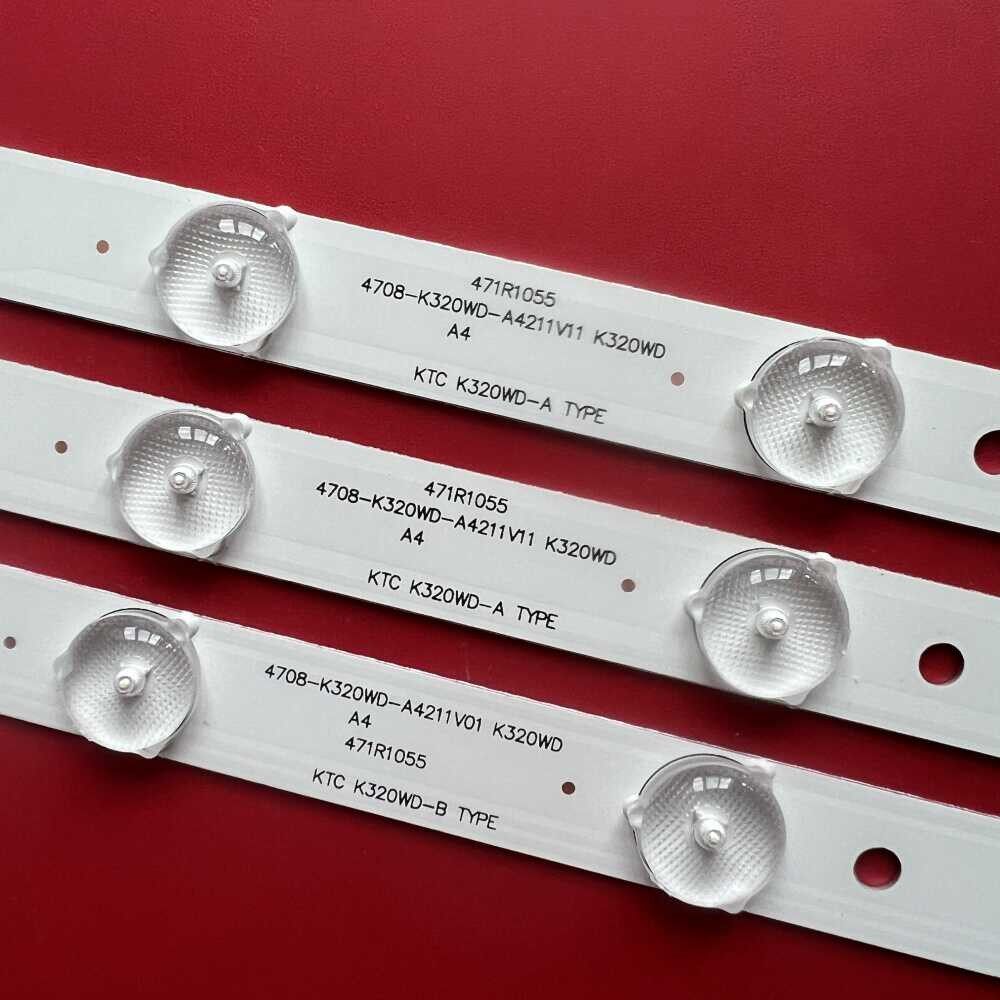 471R1055
4708-K320WD-A4211V11 K320WD
A4
KTC K320WD-A TYPE
471R1055
4708-K320WD-A4211V11 K320WD
A4
KTC K320WD-A TYPE
4708-K320WD-A4211V01 K320WD
A4
471R1055
KTC K320WD-B TYPE